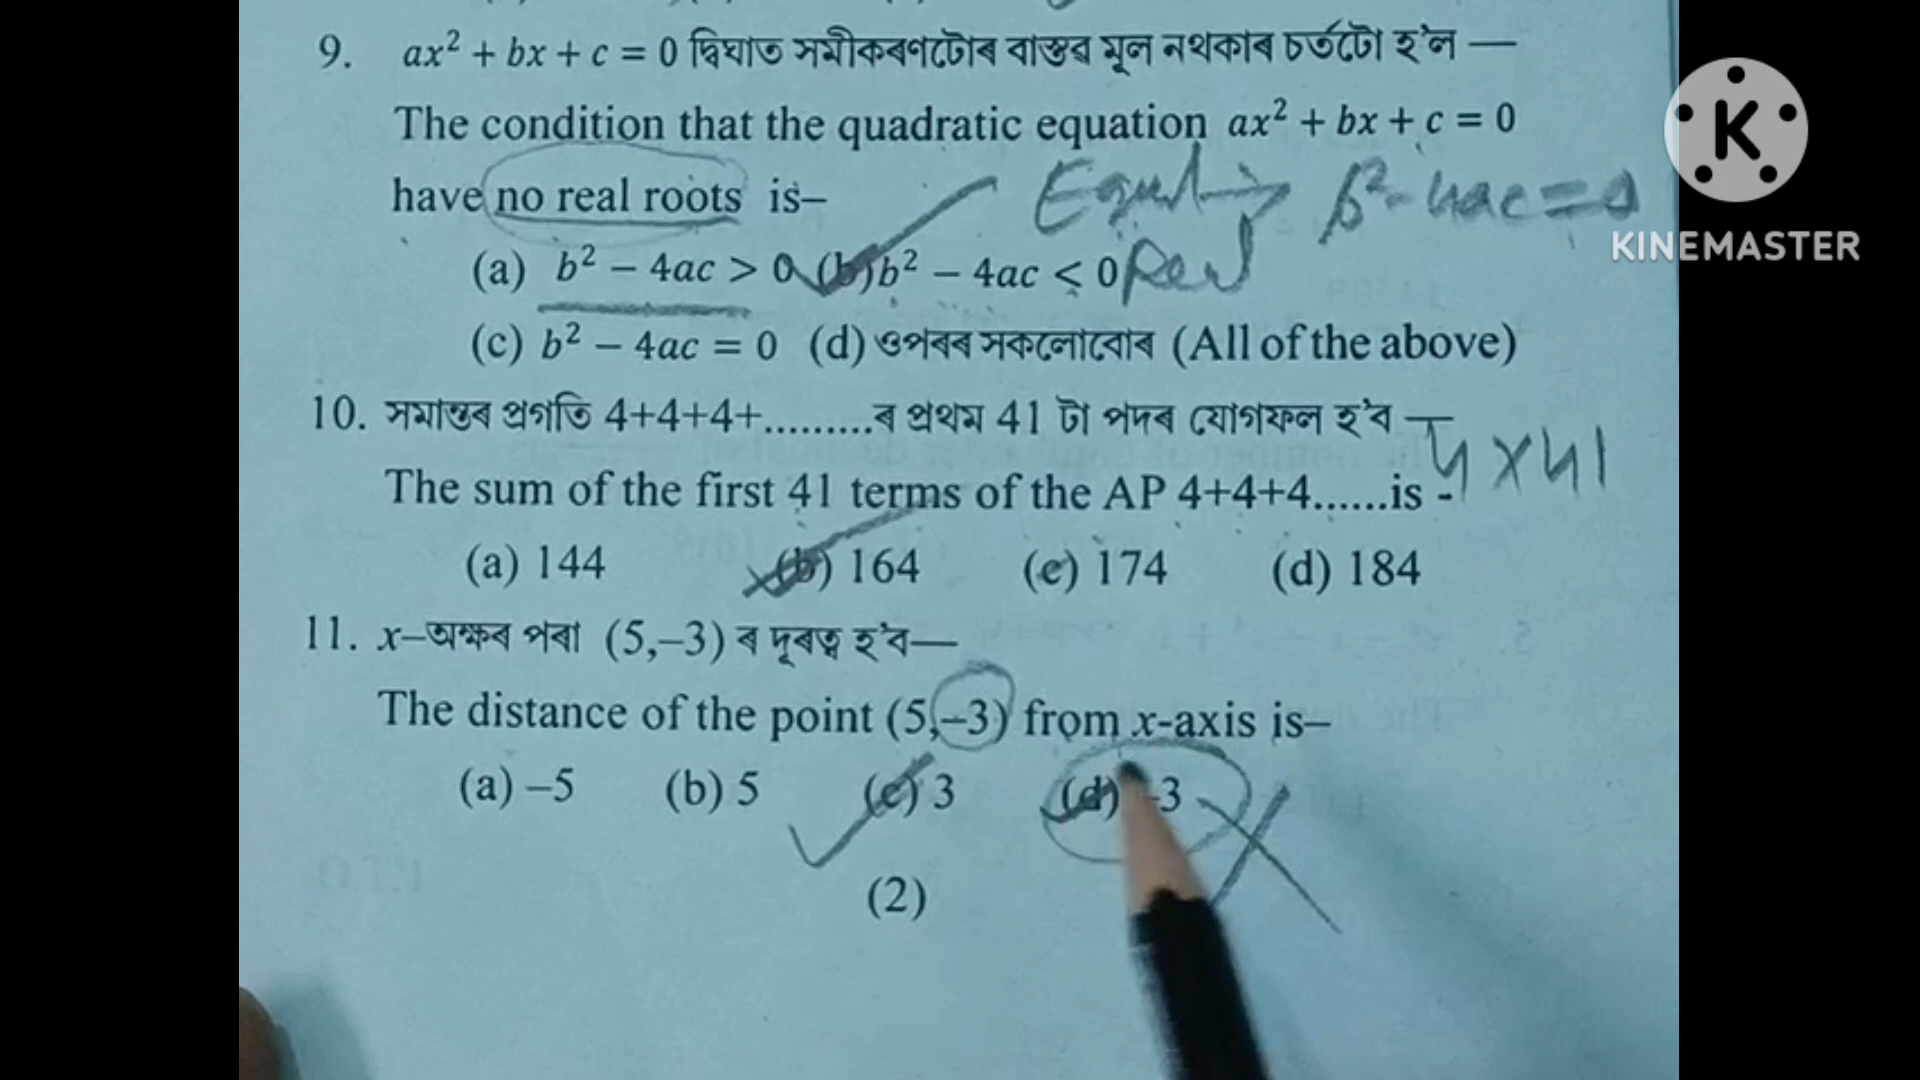 9. ax² + bx + c = 0 দ্বিঘাত সমীকৰণটোৰ বাস্তৱ মূল নথকাৰ চৰ্তটো হ'ল —
The condition that the quadratic equation ax² + bx + c = 0
have no real roots is–
Equal → b² - 4ac = 0
(a) b² – 4ac > 0 (b) b² – 4ac < 0 Real
(c) b² – 4ac = 0 (d) ওপৰৰ সকলোবোৰ (All of the above)
10. সমান্তৰ প্ৰগতি 4+4+4+.........ৰ প্ৰথম 41 টা পদৰ যোগফল হ'ব —
The sum of the first 41 terms of the AP 4+4+4......is -
4 × 41
(a) 144 (b) 164 (c) 174 (d) 184
11. x–অক্ষৰ পৰা (5,–3) ৰ দূৰত্ব হ'ব—
The distance of the point (5,–3) from x-axis is–
(a) –5 (b) 5 (c) 3 (d) –3
(2)
K
KINEMASTER